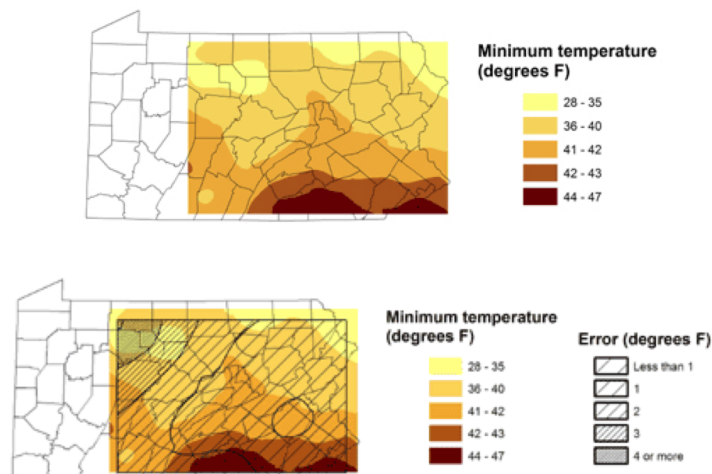 Minimum temperature
(degrees F)
28 - 35
36 - 40
41 - 42
42 - 43
44 - 47
Minimum temperature
(degrees F)
28 - 35
36 - 40
41 - 42
42 - 43
44 - 47
Error (degrees F)
Less than 1
1
2
3
4 or more